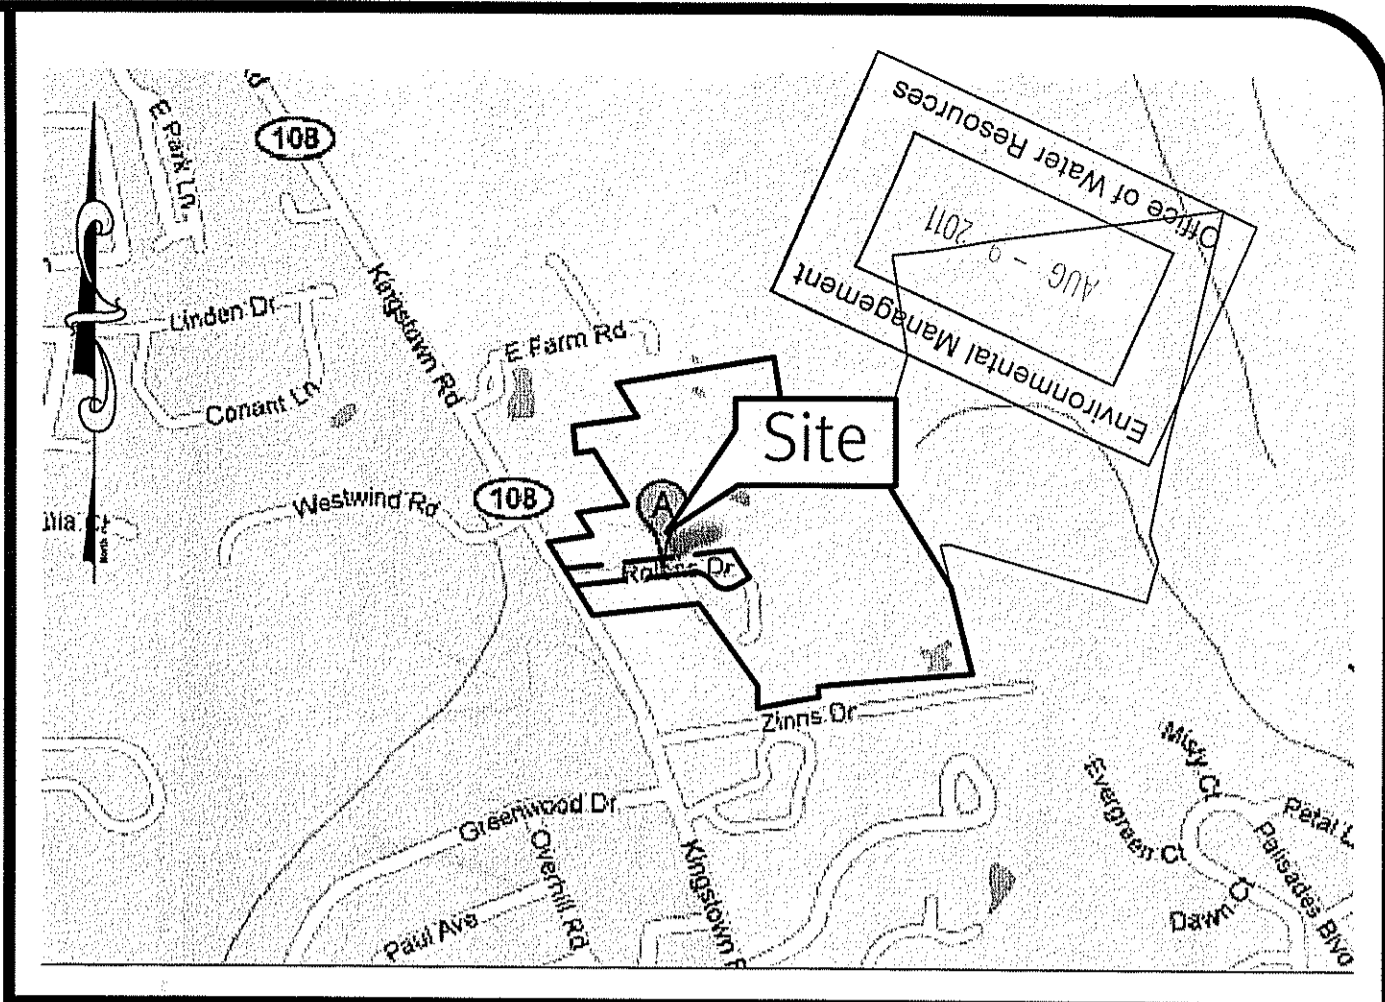 E Park Ln
108
Kingstown Rd
Linden Dr
Conant Ln
E Farm Rd
Environmental Management
AUG - 9 2011
Office of Water Resources
Site
Westwind Rd
108
A
Dr
North
Zinns Dr
Greenwood Dr
Overhill Rd
Paul Ave
Kingstown
Misty Ct
Evergreen Ct
Petal
Palisades Blvd
Dawn Ct